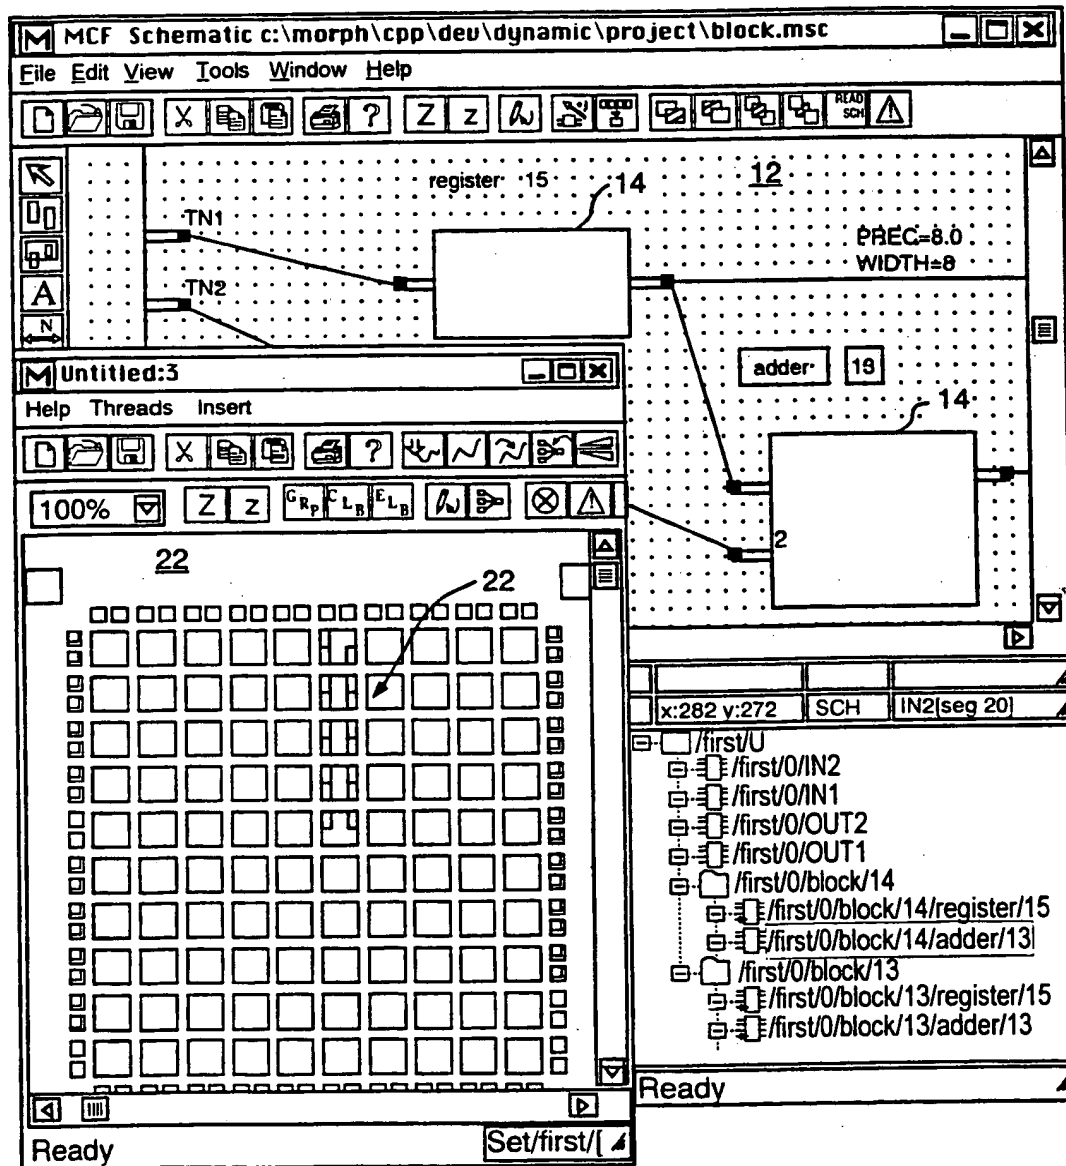 M MCF Schematic c:\morph\cpp\dev\dynamic\project\block.msc
File Edit View Tools Window Help
? Z z READ SCH
register 15 14 12
TN1
PREC=8.0
WIDTH=8
TN2
A
N
adder 13
14
2
M Untitled:3
Help Threads Insert
?
100% Z z GRP CLB ELB
22
22
x:282 y:272 SCH IN2[seg 20]
/first/U
/first/0/IN2
/first/0/IN1
/first/0/OUT2
/first/0/OUT1
/first/0/block/14
/first/0/block/14/register/15
/first/0/block/14/adder/13
/first/0/block/13
/first/0/block/13/register/15
/first/0/block/13/adder/13
Ready
Ready Set/first/[